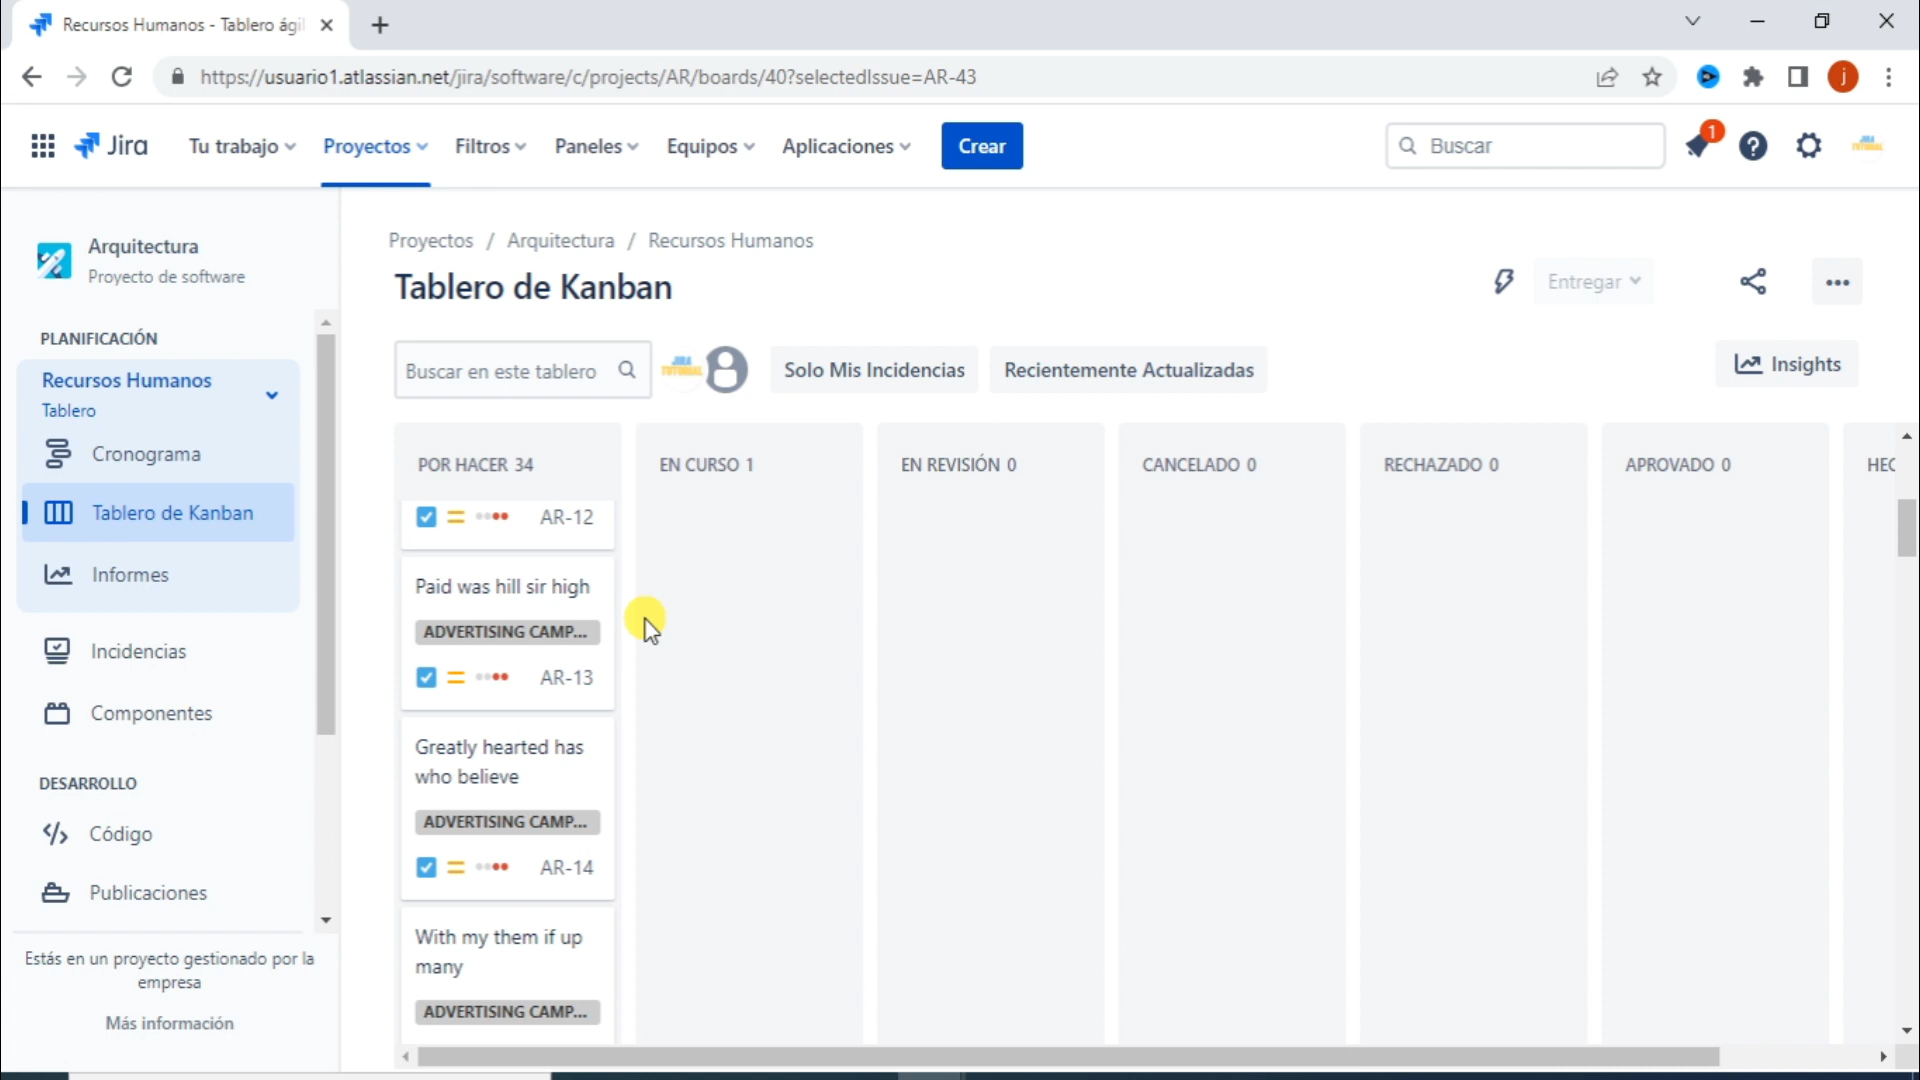 Recursos Humanos - Tablero ági
https://usuario1.atlassian.net/jira/software/c/projects/AR/boards/40?selectedIssue=AR-43
j
Jira
Tu trabajo
Proyectos
Filtros
Paneles
Equipos
Aplicaciones
Crear
Buscar
1
JIRA
TUTORIAL
Arquitectura
Proyecto de software
PLANIFICACIÓN
Recursos Humanos
Tablero
Cronograma
Tablero de Kanban
Informes
Incidencias
Componentes
DESARROLLO
Código
Publicaciones
Estás en un proyecto gestionado por la
empresa
Más información
Proyectos / Arquitectura / Recursos Humanos
Tablero de Kanban
Entregar
Buscar en este tablero
JIRA
TUTORIAL
Solo Mis Incidencias
Recientemente Actualizadas
Insights
POR HACER 34
EN CURSO 1
EN REVISIÓN 0
CANCELADO 0
RECHAZADO 0
APROVADO 0
HEC
AR-12
Paid was hill sir high
ADVERTISING CAMP...
AR-13
Greatly hearted has
who believe
ADVERTISING CAMP...
AR-14
With my them if up
many
ADVERTISING CAMP...